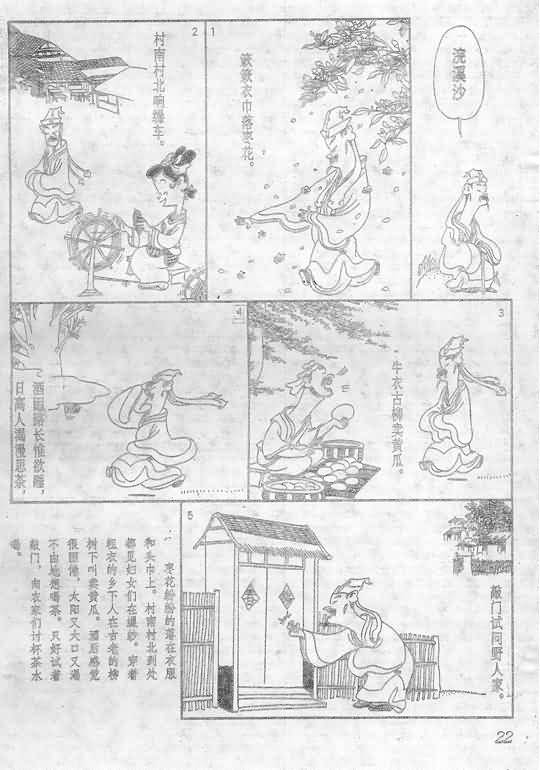 浣溪沙
1
簌簌衣巾落枣花。
2
村南村北响缲车。
3
牛衣古柳卖黄瓜。
4
酒困路长惟欲睡，
日高人渴漫思茶，
5
敲门试问野人家。
枣花纷纷的落在衣服
和头巾上。村南村北到处
都见妇女们在缲纱。穿着
粗衣的乡下人在古老的柳
树下叫卖黄瓜。酒后感觉
很困倦，太阳又大口又渴
不由地想喝茶。只好试着
敲门，向农家们讨杯茶水
喝。
22